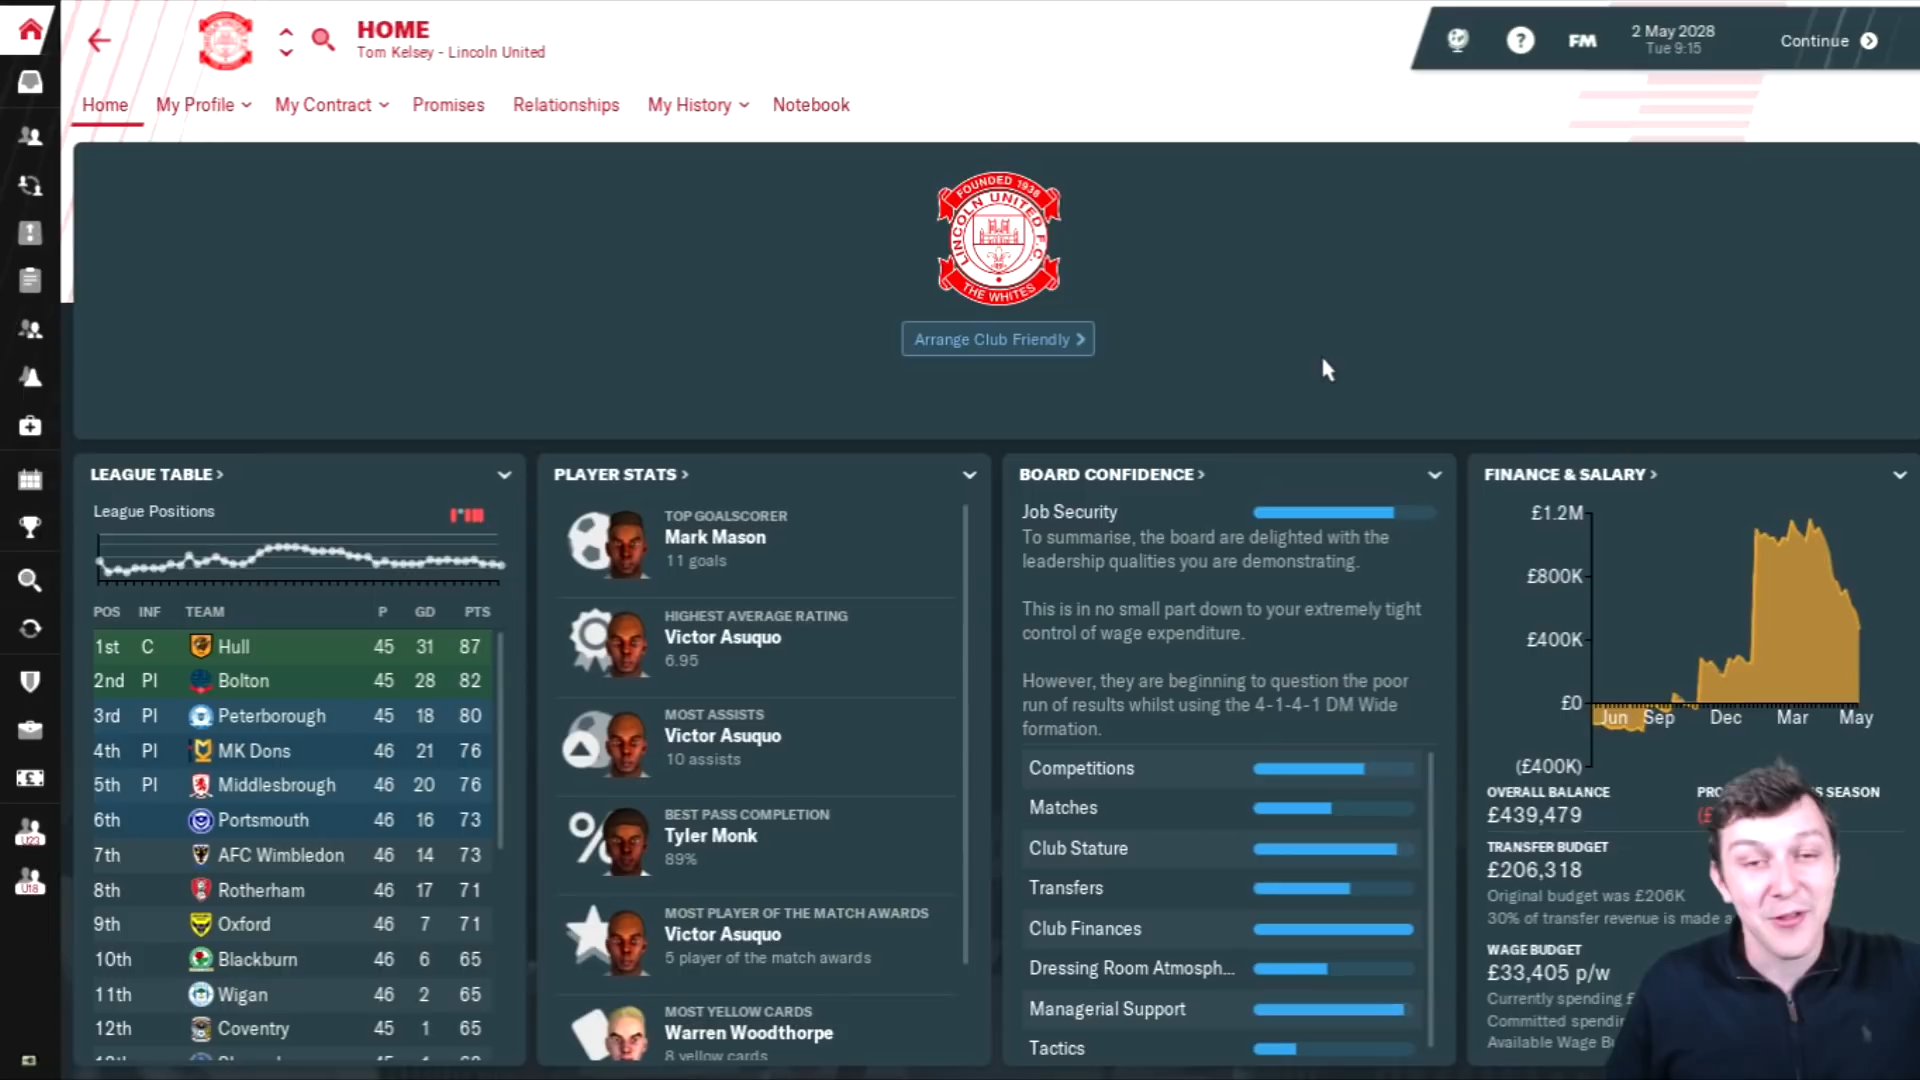 HOME
Tom Kelsey - Lincoln United
FM
2 May 2028
Tue 9:15
Continue
Home
My Profile
My Contract
Promises
Relationships
My History
Notebook
FOUNDED 1938
LINCOLN UNITED F.C.
THE WHITES
Arrange Club Friendly
LEAGUE TABLE
League Positions
POS INF TEAM P GD PTS
1st C Hull 45 31 87
2nd Pl Bolton 45 28 82
3rd Pl Peterborough 45 18 80
4th Pl MK Dons 46 21 76
5th Pl Middlesbrough 46 20 76
6th Portsmouth 46 16 73
7th AFC Wimbledon 46 14 73
8th Rotherham 46 17 71
9th Oxford 46 7 71
10th Blackburn 46 6 65
11th Wigan 46 2 65
12th Coventry 45 1 65
PLAYER STATS
TOP GOALSCORER
Mark Mason
11 goals
HIGHEST AVERAGE RATING
Victor Asuquo
6.95
MOST ASSISTS
Victor Asuquo
10 assists
BEST PASS COMPLETION
Tyler Monk
89%
MOST PLAYER OF THE MATCH AWARDS
Victor Asuquo
5 player of the match awards
MOST YELLOW CARDS
Warren Woodthorpe
8 yellow cards
BOARD CONFIDENCE
Job Security
To summarise, the board are delighted with the
leadership qualities you are demonstrating.
This is in no small part down to your extremely tight
control of wage expenditure.
However, they are beginning to question the poor
run of results whilst using the 4-1-4-1 DM Wide
formation.
Competitions
Matches
Club Stature
Transfers
Club Finances
Dressing Room Atmosph...
Managerial Support
Tactics
FINANCE & SALARY
£1.2M
£800K
£400K
£0
Jun Sep Dec Mar May
(£400K)
OVERALL BALANCE
£439,479
SEASON
TRANSFER BUDGET
£206,318
Original budget was £206K
30% of transfer revenue is made
WAGE BUDGET
£33,405 p/w
Currently spending
Committed
Available Wage
U23
U18